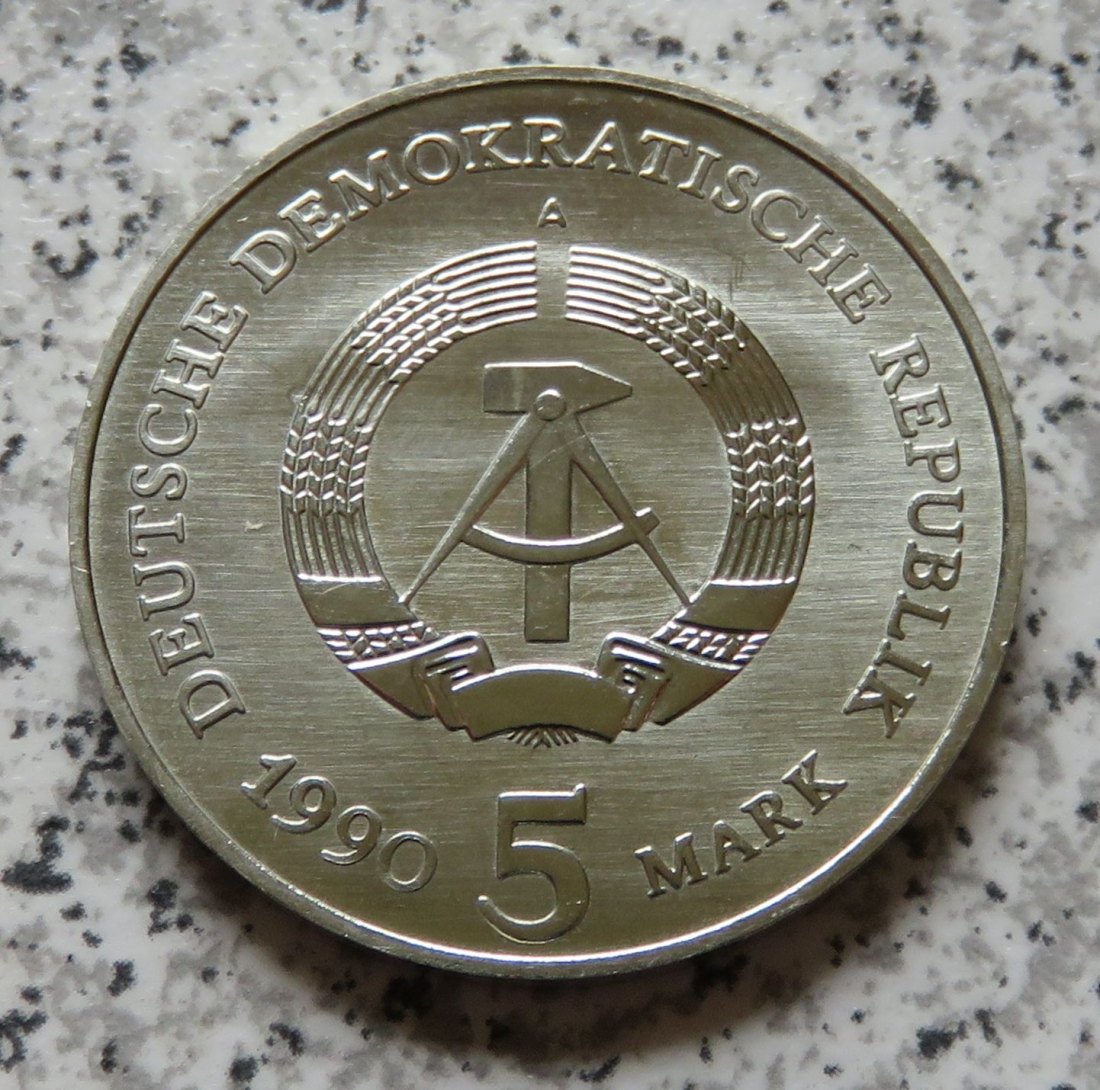 DEUTSCHE DEMOKRATISCHE REPUBLIK
A
1990 5 MARK